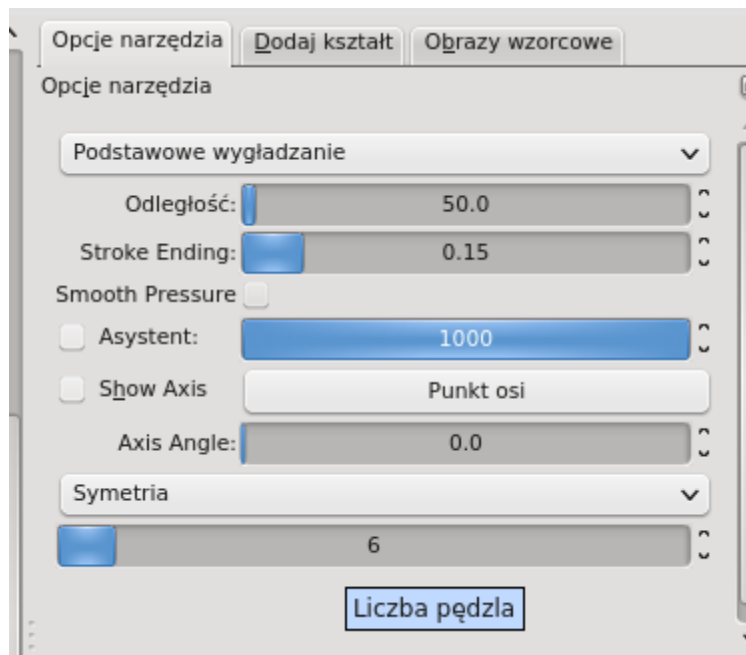 Opcje narzędzia Dodaj kształt Obrazy wzorcowe
Opcje narzędzia
Podstawowe wygładzanie
Odległość: 50.0
Stroke Ending: 0.15
Smooth Pressure
Asystent: 1000
Show Axis Punkt osi
Axis Angle: 0.0
Symetria
6
Liczba pędzla